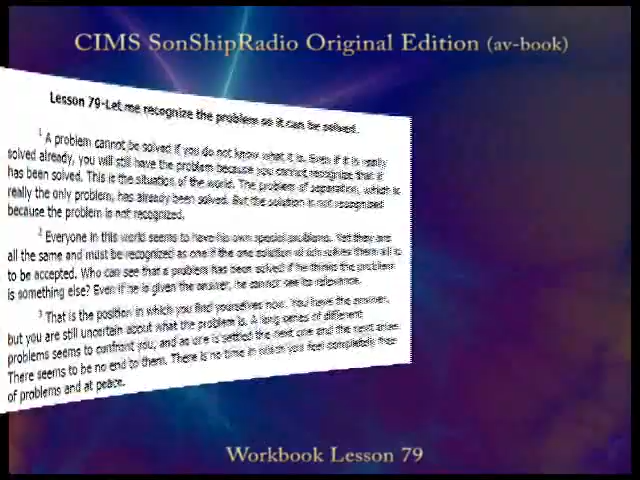 CIMS SonShipRadio Original Edition (av-book)
Lesson 79-Let me recognize the problem so it can be solved.
1 A problem cannot be solved if you do not know what it is. Even if it is really
solved already, you will still have the problem because you cannot recognize that it
has been solved. This is the situation of the world. The problem of separation, which is
really the only problem, has already been solved. But the solution is not recognized
because the problem is not recognized.
2 Everyone in this world seems to have his own special problems. Yet they are
all the same and must be recognized as one if the one solution which solves them all is
to be accepted. Who can see that a problem has been solved if he thinks the problem
is something else? Even if he is given the answer, he cannot see its relevance.
3 That is the position in which you find yourselves now. You have the answer,
but you are still uncertain about what the problem is. A long series of different
problems seems to confront you, and as one is settled the next one and the next arise.
There seems to be no end to them. There is no time in which you feel completely free
of problems and at peace.
Workbook Lesson 79